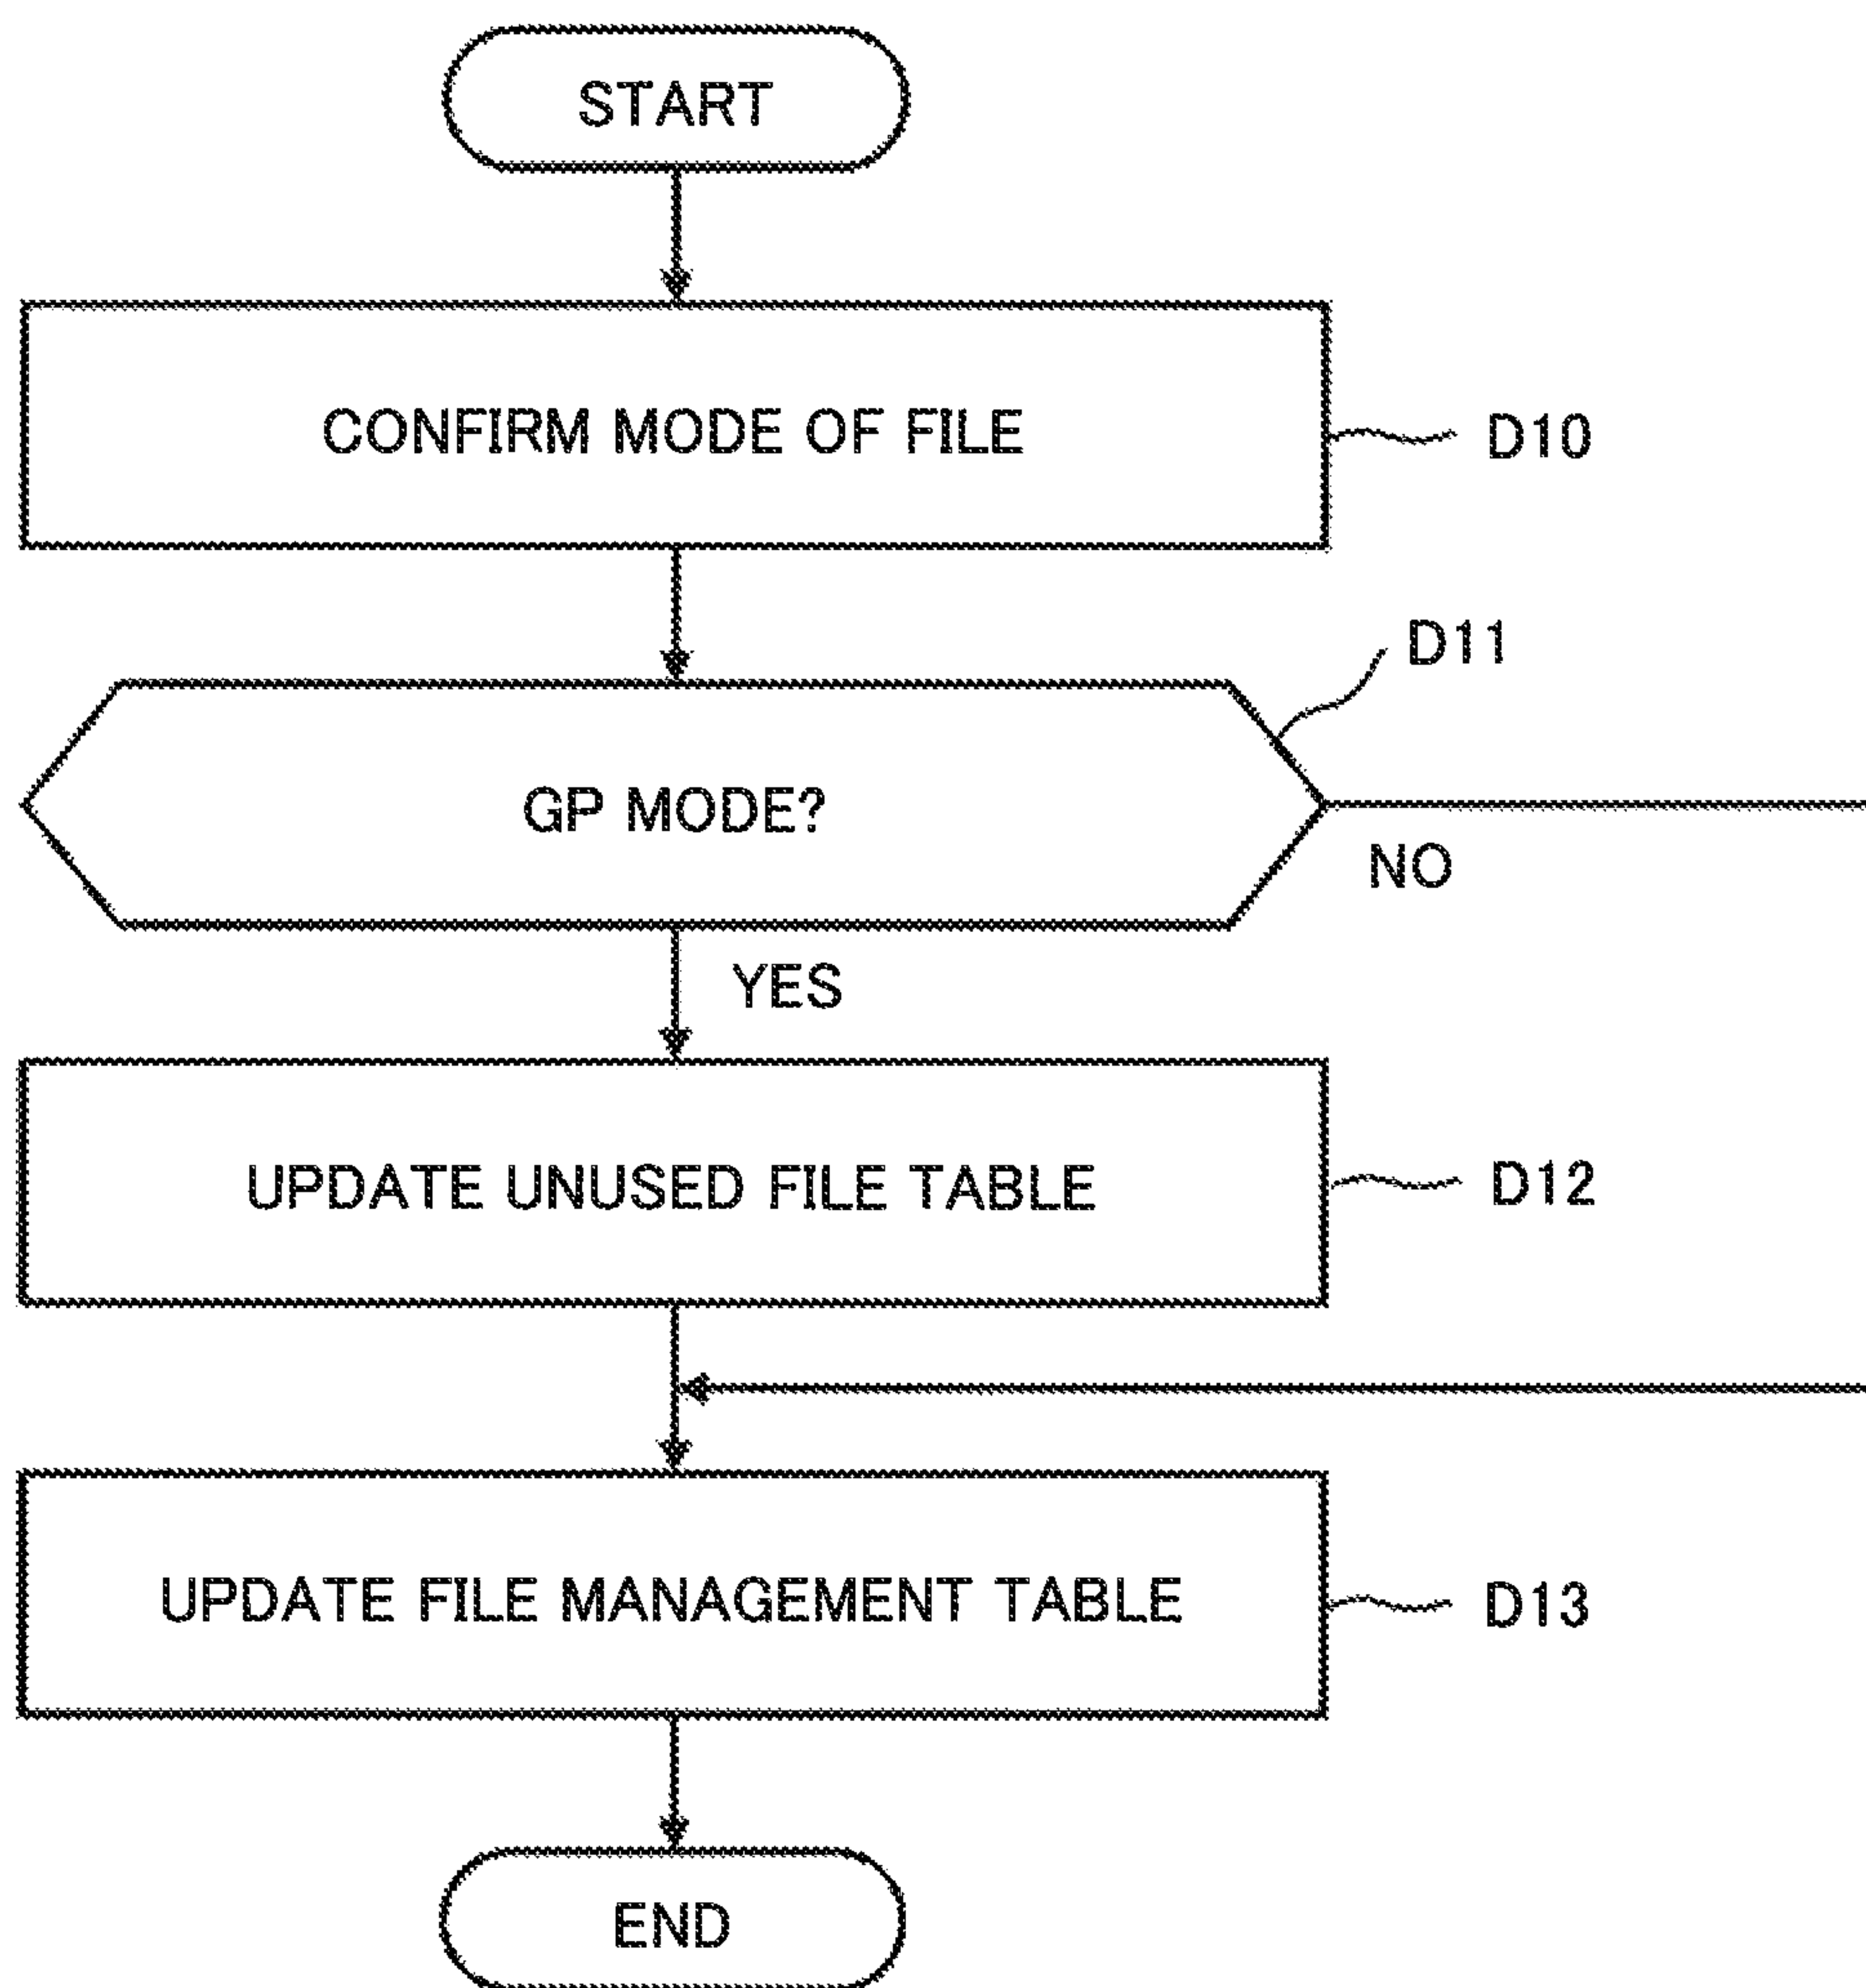 START
CONFIRM MODE OF FILE
D10
D11
GP MODE?
NO
YES
UPDATE UNUSED FILE TABLE
D12
UPDATE FILE MANAGEMENT TABLE
D13
END